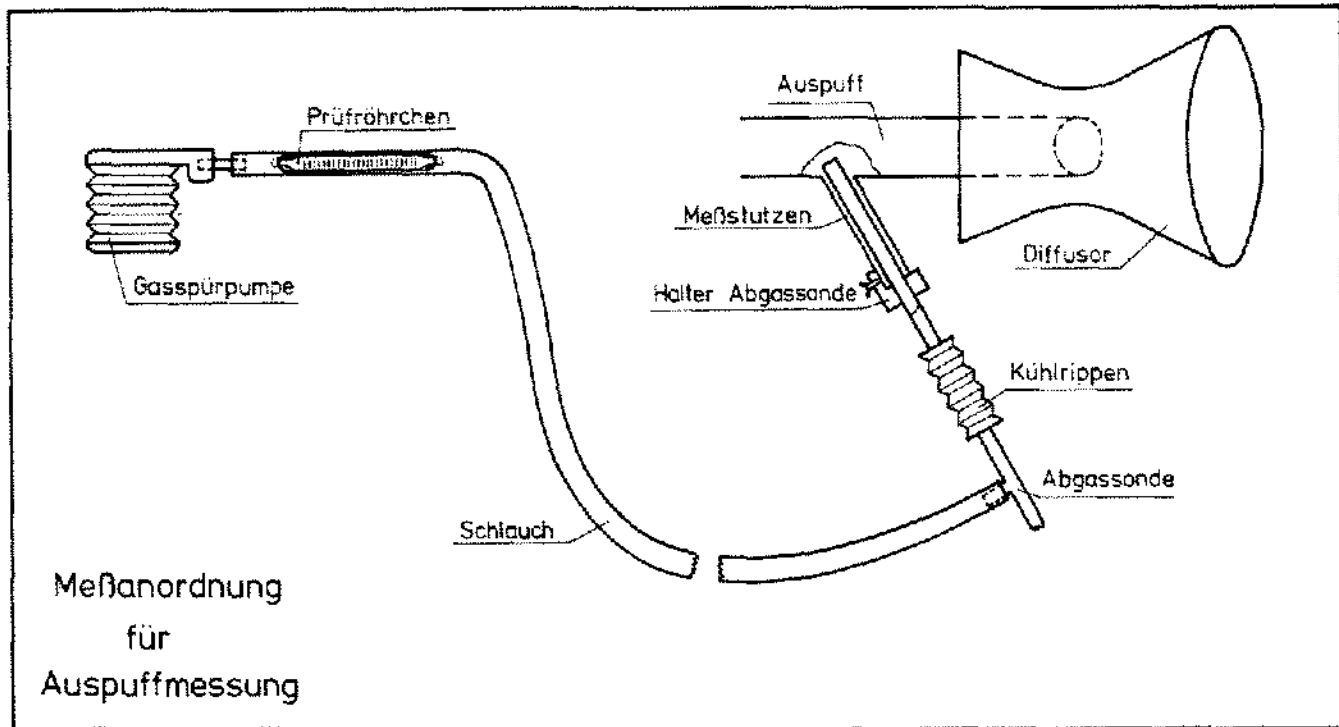 Auspuff
Prüfröhrchen
Meßstutzen
Diffusor
Gasspürpumpe
Halter Abgassonde
Kühlrippen
Abgassonde
Schlauch
Meßanordnung
für
Auspuffmessung